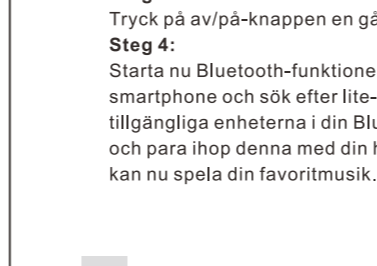 Tryck på av/på-knappen en gå
Steg 4:
Starta nu Bluetooth-funktione
smartphone och sök efter lite-
tillgängliga enheterna i din Blu
och para ihop denna med din h
kan nu spela din favoritmusik.